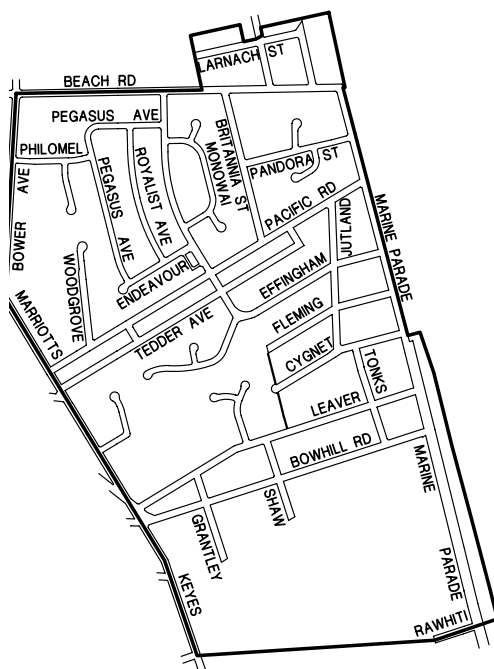 LARNACH ST
BEACH RD
PEGASUS AVE
PHILOMEL
BRITANNIA ST
MONOWAI
ROYALIST AVE
PEGASUS AVE
PANDORA ST
BOWER AVE
PACIFIC RD
JUTLAND
MARINE PARADE
WOODGROVE
ENDEAVOUR
EFFINGHAM
MARRIOTTS
TEDDER AVE
FLEMING
CYGNET
TONKS
LEAVER
BOWHILL RD
MARINE PARADE
SHAW
GRANTLEY
KEYES
RAWHITI